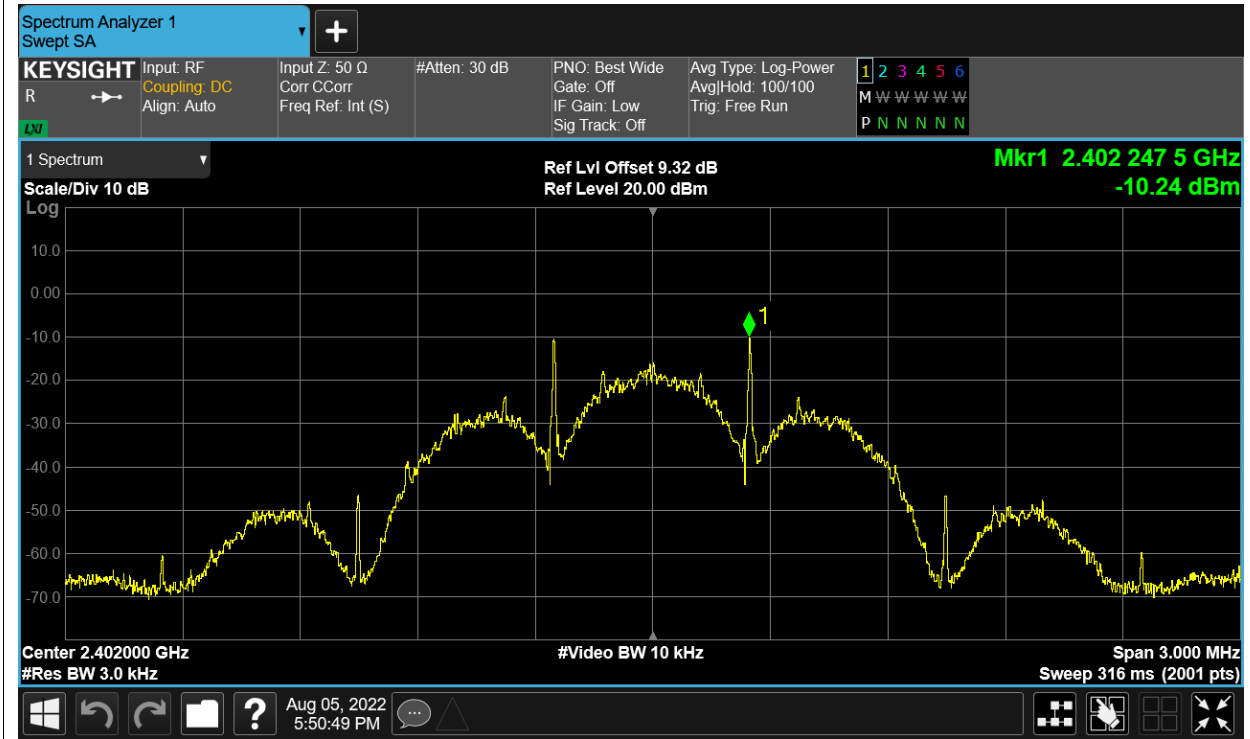 Spectrum Analyzer 1
Swept SA
KEYSIGHT
R
LXI
Input: RF
Coupling: DC
Align: Auto
Input Z: 50 Ω
Corr CCorr
Freq Ref: Int (S)
#Atten: 30 dB
PNO: Best Wide
Gate: Off
IF Gain: Low
Sig Track: Off
Avg Type: Log-Power
Avg|Hold: 100/100
Trig: Free Run
1 2 3 4 5 6
M W W W W W
P N N N N N
1 Spectrum
Scale/Div 10 dB
Log
Ref Lvl Offset 9.32 dB
Ref Level 20.00 dBm
Mkr1 2.402 247 5 GHz
-10.24 dBm
10.0
0.00
-10.0
-20.0
-30.0
-40.0
-50.0
-60.0
-70.0
1
Center 2.402000 GHz
#Res BW 3.0 kHz
#Video BW 10 kHz
Span 3.000 MHz
Sweep 316 ms (2001 pts)
?
Aug 05, 2022
5:50:49 PM